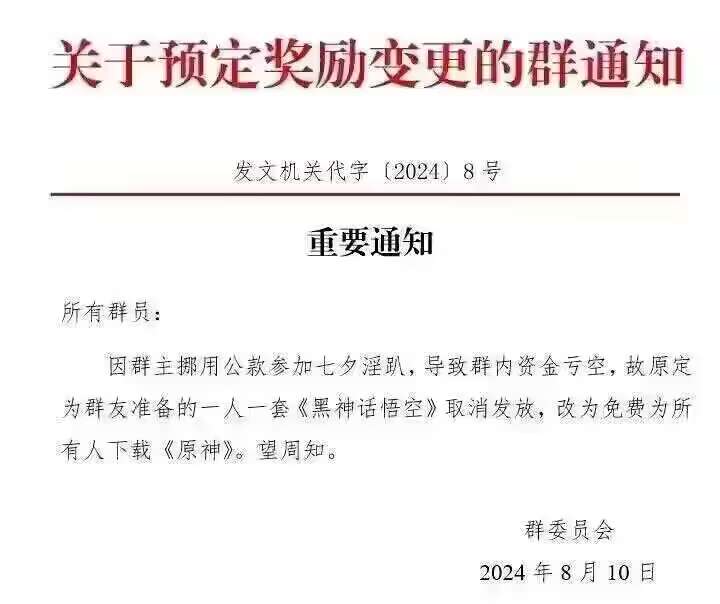 关于预定奖励变更的群通知
发文机关代字〔2024〕8号
重要通知
所有群员：
因群主挪用公款参加七夕淫趴，导致群内资金亏空，故原定
为群友准备的一人一套《黑神话悟空》取消发放，改为免费为所
有人下载《原神》。望周知。
群委员会
2024 年 8 月 10 日